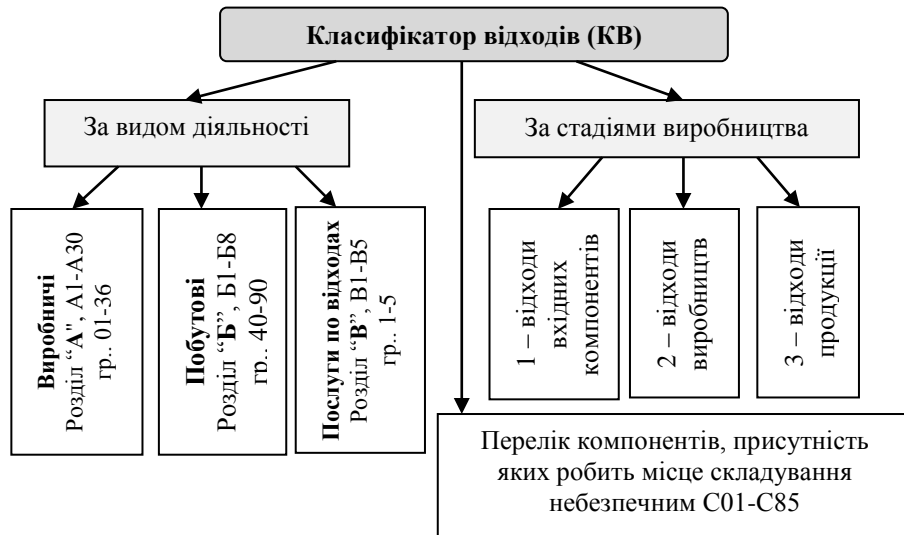 Класифікатор відходів (КВ)
За видом діяльності
За стадіями виробництва
Виробничі
Розділ “А", А1-А30
гр.. 01-36
Побутові
Розділ “Б”, Б1-Б8
гр.. 40-90
Послуги по відходах
Розділ “В”, В1-В5
гр.. 1-5
1 – відходи
вхідних
компонентів
2 – відходи
виробництв
3 – відходи
продукції
Перелік компонентів, присутність
яких робить місце складування
небезпечним С01-С85